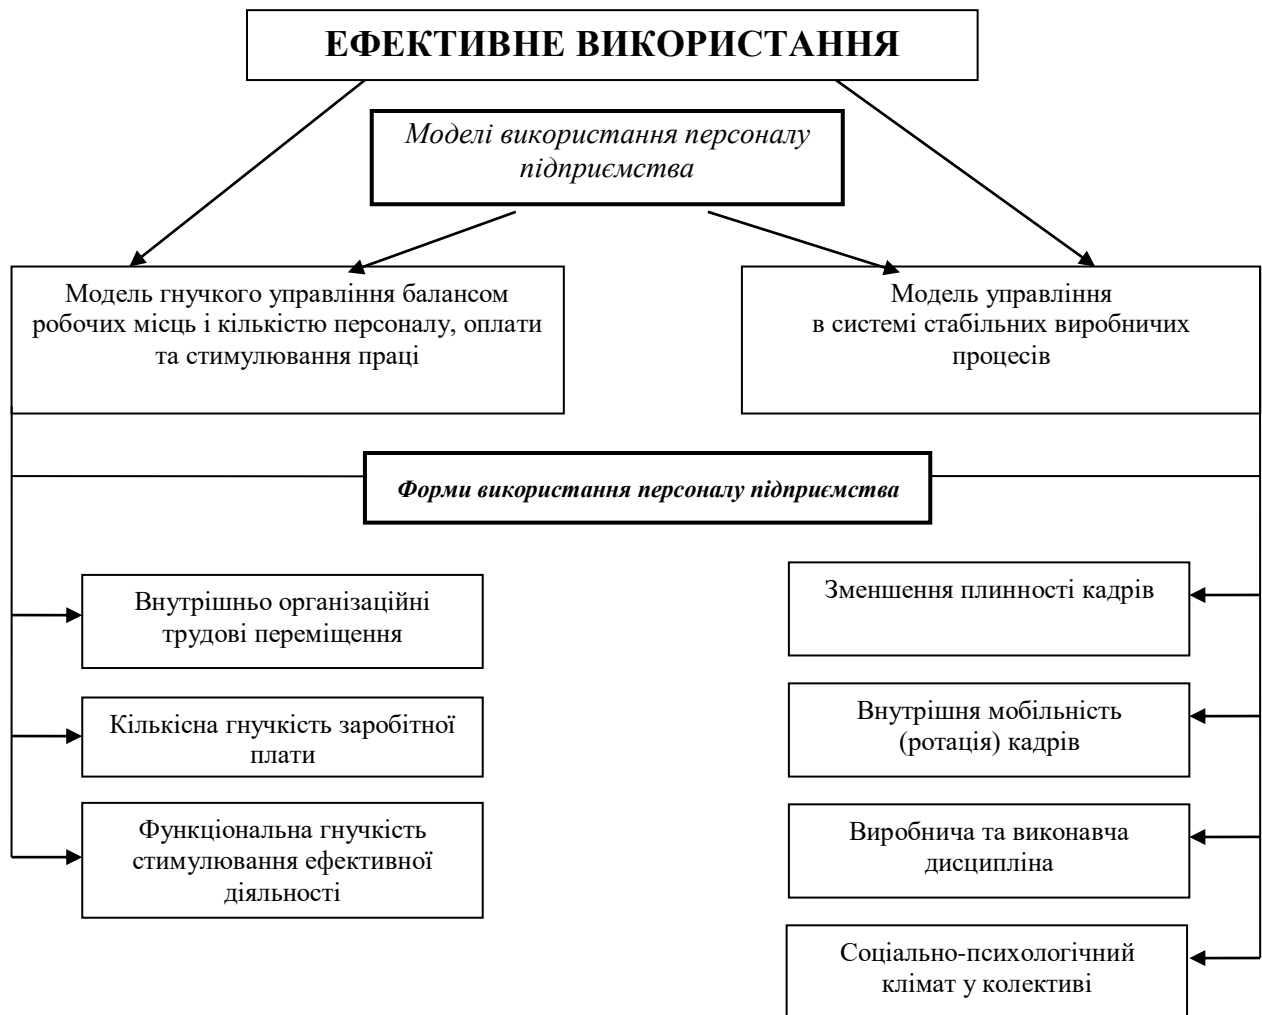 ЕФЕКТИВНЕ ВИКОРИСТАННЯ
Моделі використання персоналу
підприємства
Модель гнучкого управління балансом
робочих місць і кількістю персоналу, оплати
та стимулювання праці
Модель управління
в системі стабільних виробничих
процесів
Форми використання персоналу підприємства
Внутрішньо організаційні
трудові переміщення
Кількісна гнучкість заробітної
плати
Функціональна гнучкість
стимулювання ефективної
діяльності
Зменшення плинності кадрів
Внутрішня мобільність
(ротація) кадрів
Виробнича та виконавча
дисципліна
Соціально-психологічний
клімат у колективі